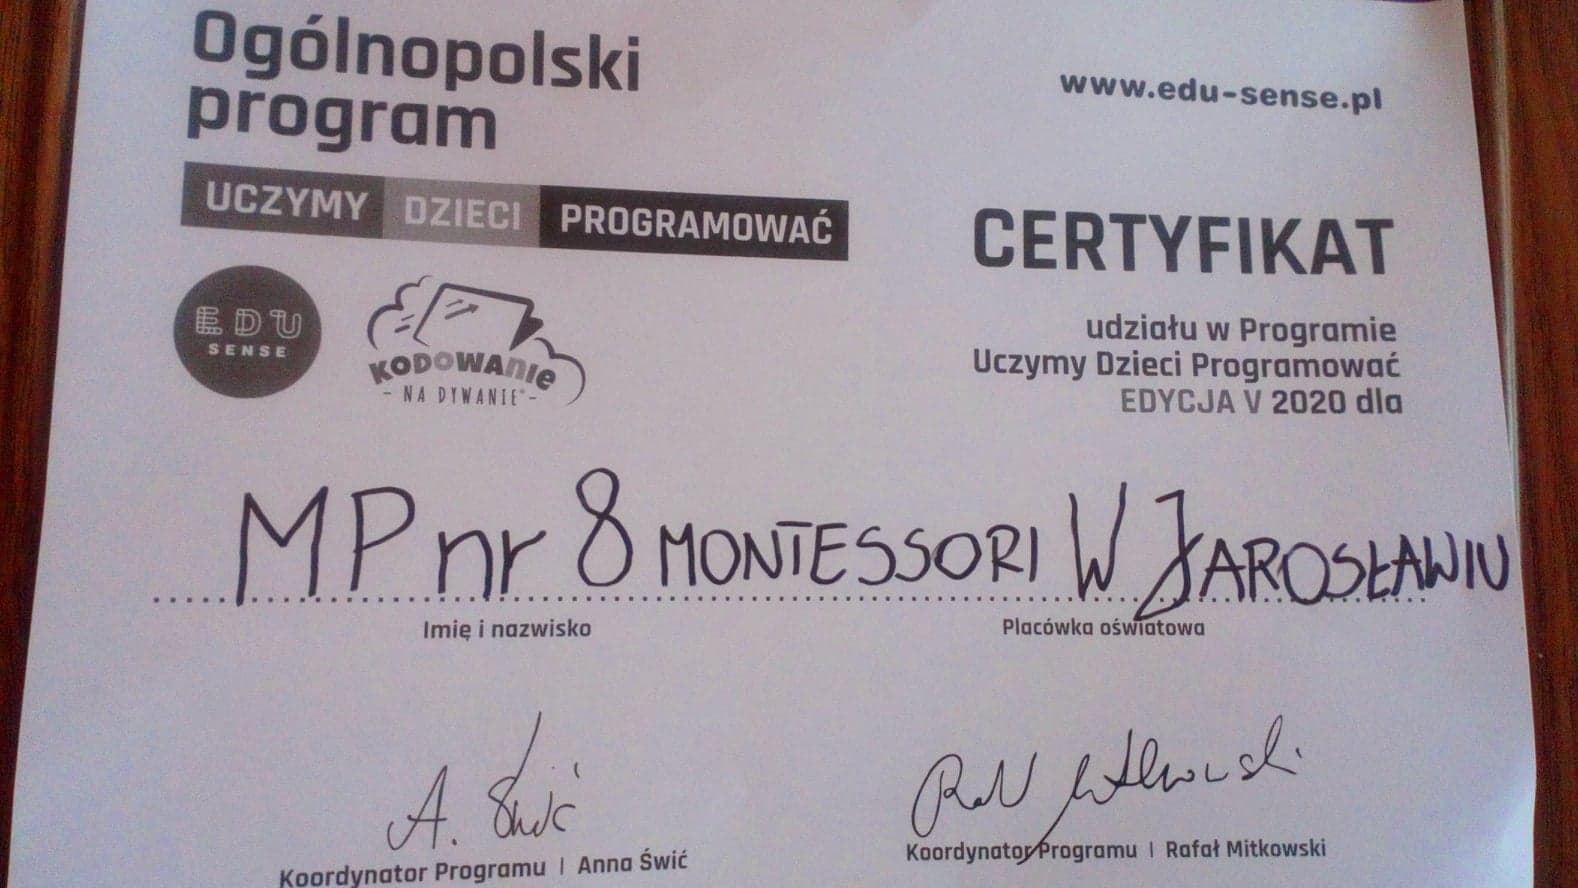 Ogólnopolski
program
UCZYMY DZIECI PROGRAMOWAĆ
EDU
SENSE
KODOWAnIe
- NA DYWANIE® -
www.edu-sense.pl
CERTYFIKAT
udziału w Programie
Uczymy Dzieci Programować
EDYCJA V 2020 dla
MP nr 8 MONTESSORI W JAROSŁAWIU
Imię i nazwisko
Placówka oświatowa
A. Świć
Koordynator Programu | Anna Świć
Rafał Mitkowski
Koordynator Programu | Rafał Mitkowski